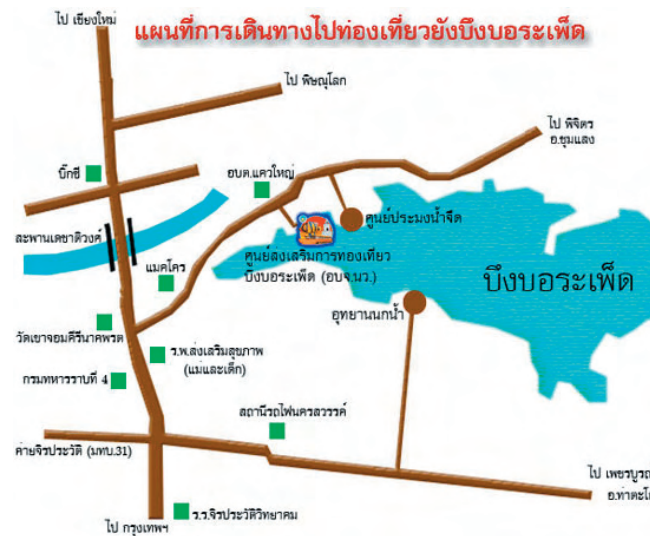 ไป เชียงใหม่
แผนที่การเดินทางไปท่องเที่ยวยังบึงบอระเพ็ด
ไป พิษณุโลก
ไป พิจิตร
อ.ชุมแสง
บิ๊กซี
อบต.แควใหญ่
สะพานเดชาติวงศ์
ศูนย์ประมงน้ำจืด
แมคโคร
ศูนย์ส่งเสริมการท่องเที่ยว
บึงบอระเพ็ด (อบจ.นว.)
บึงบอระเพ็ด
อุทยานนกน้ำ
วัดเขาจอมคีรีนาคพรต
ร.พ.ส่งเสริมสุขภาพ
(แม่และเด็ก)
กรมทหารราบที่ 4
สถานีรถไฟนครสวรรค์
ค่ายจิรประวัติ (มทบ.31)
ไป เพชรบูรณ์
อ.ท่าตะโก
ร.ร.จิรประวัติวิทยาคม
ไป กรุงเทพฯ